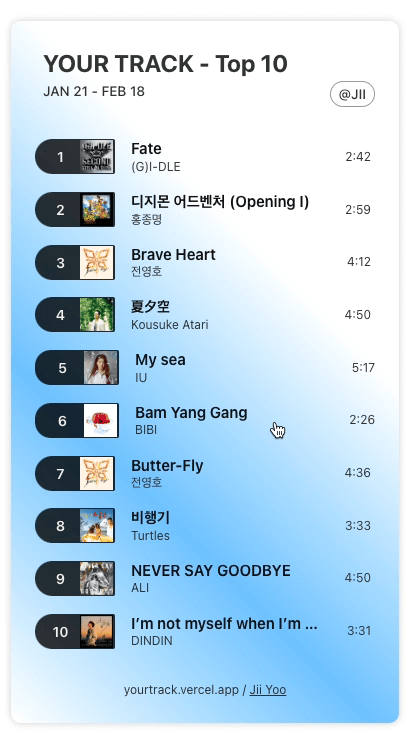 YOUR TRACK - Top 10
JAN 21 - FEB 18
@JII
1
Fate
(G)I-DLE
2:42
2
디지몬 어드벤처 (Opening I)
홍종명
2:59
3
Brave Heart
전영호
4:12
4
夏夕空
Kousuke Atari
4:50
5
My sea
IU
5:17
6
Bam Yang Gang
BIBI
2:26
7
Butter-Fly
전영호
4:36
8
비행기
Turtles
3:33
9
NEVER SAY GOODBYE
ALI
4:50
10
I'm not myself when I'm ...
DINDIN
3:31
yourtrack.vercel.app / Jii Yoo